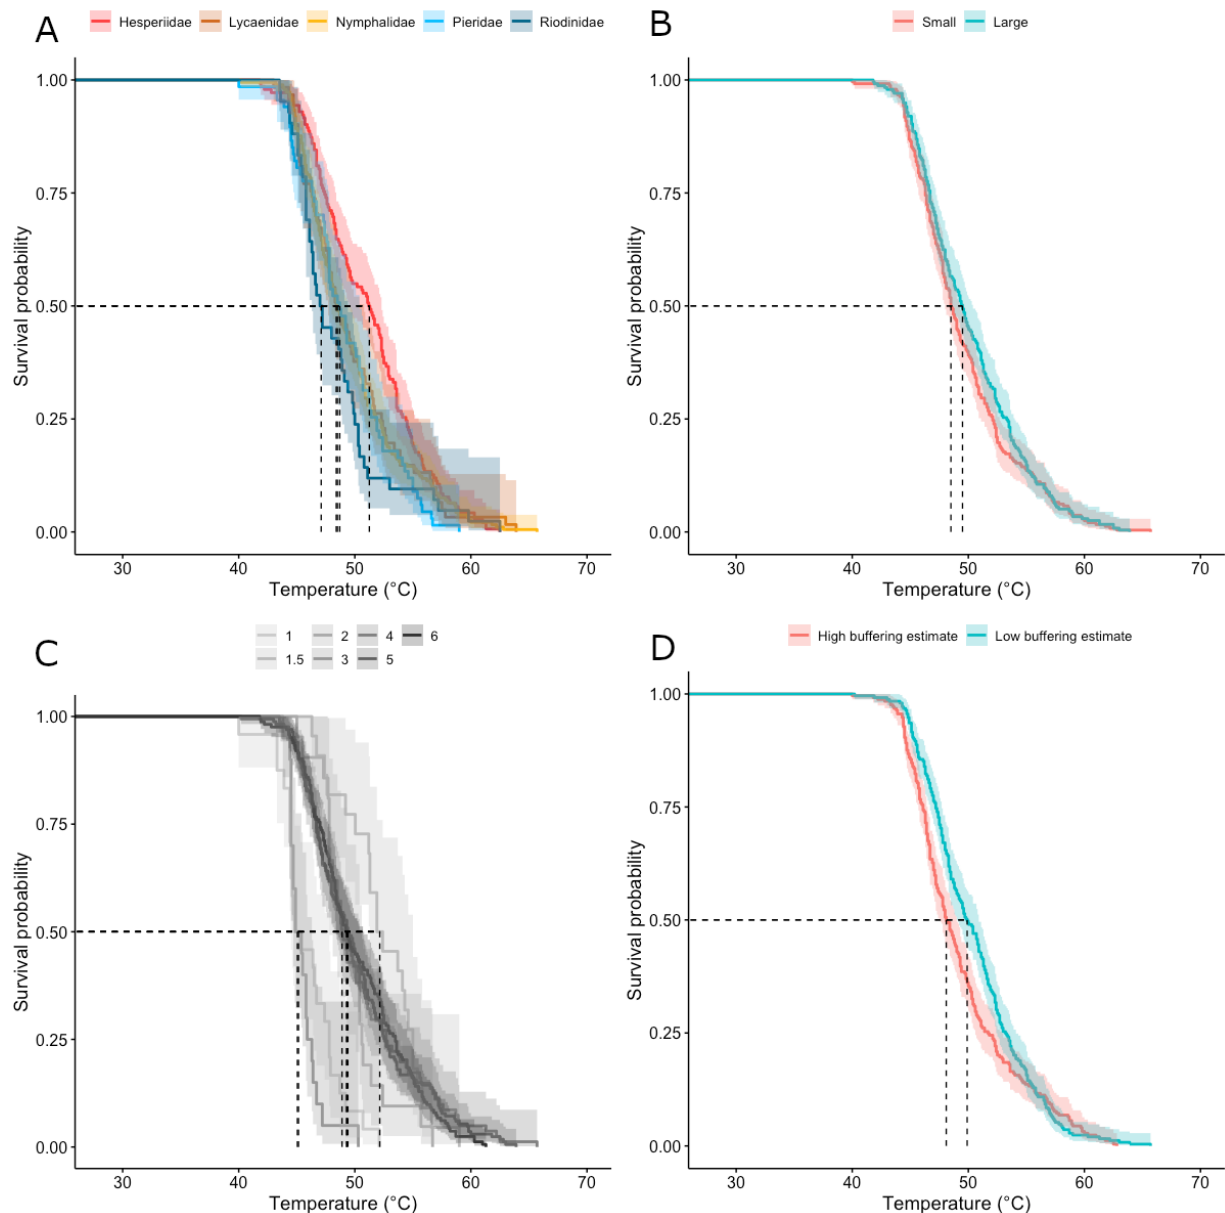 A
Hesperiidae Lycaenidae Nymphalidae Pieridae Riodinidae
1.00
0.75
0.50
0.25
0.00
Survival probability
30 40 50 60 70
Temperature (°C)
B
Small Large
1.00
0.75
0.50
0.25
0.00
Survival probability
30 40 50 60 70
Temperature (°C)
C
1 2 4 6
1.5 3 5
1.00
0.75
0.50
0.25
0.00
Survival probability
30 40 50 60 70
Temperature (°C)
D
High buffering estimate Low buffering estimate
1.00
0.75
0.50
0.25
0.00
Survival probability
30 40 50 60 70
Temperature (°C)